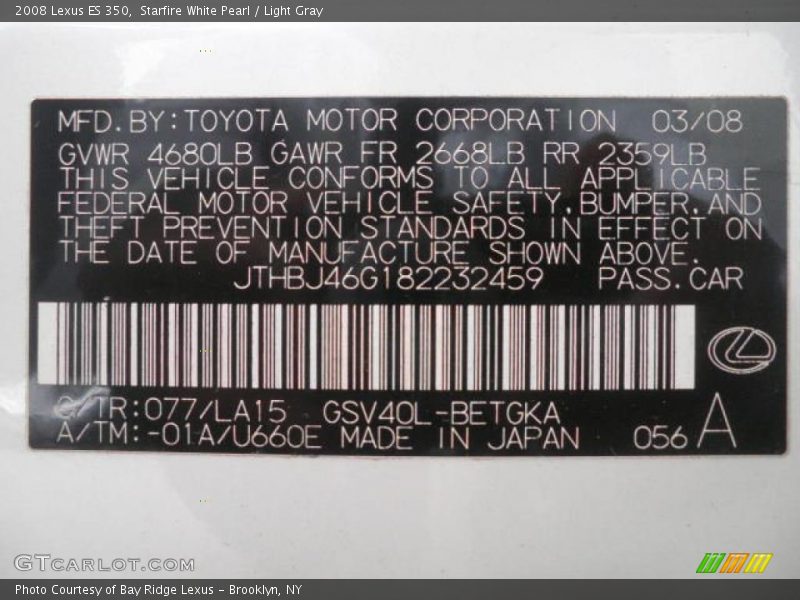 2008 Lexus ES 350,  Starfire White Pearl / Light Gray
MFD. BY: TOYOTA MOTOR CORPORATION 03/08
GVWR 4680LB GAWR FR 2668LB RR 2359LB
THIS VEHICLE CONFORMS TO ALL APPLICABLE
FEDERAL MOTOR VEHICLE SAFETY, BUMPER, AND
THEFT PREVENTION STANDARDS IN EFFECT ON
THE DATE OF MANUFACTURE SHOWN ABOVE.
JTHBJ46G182232459 PASS. CAR
C/TR: 077/LA15 GSV40L-BETGKA
A/TM: -01A/U660E MADE IN JAPAN 056 A
GTCARLOT.COM
Photo Courtesy of Bay Ridge Lexus - Brooklyn, NY